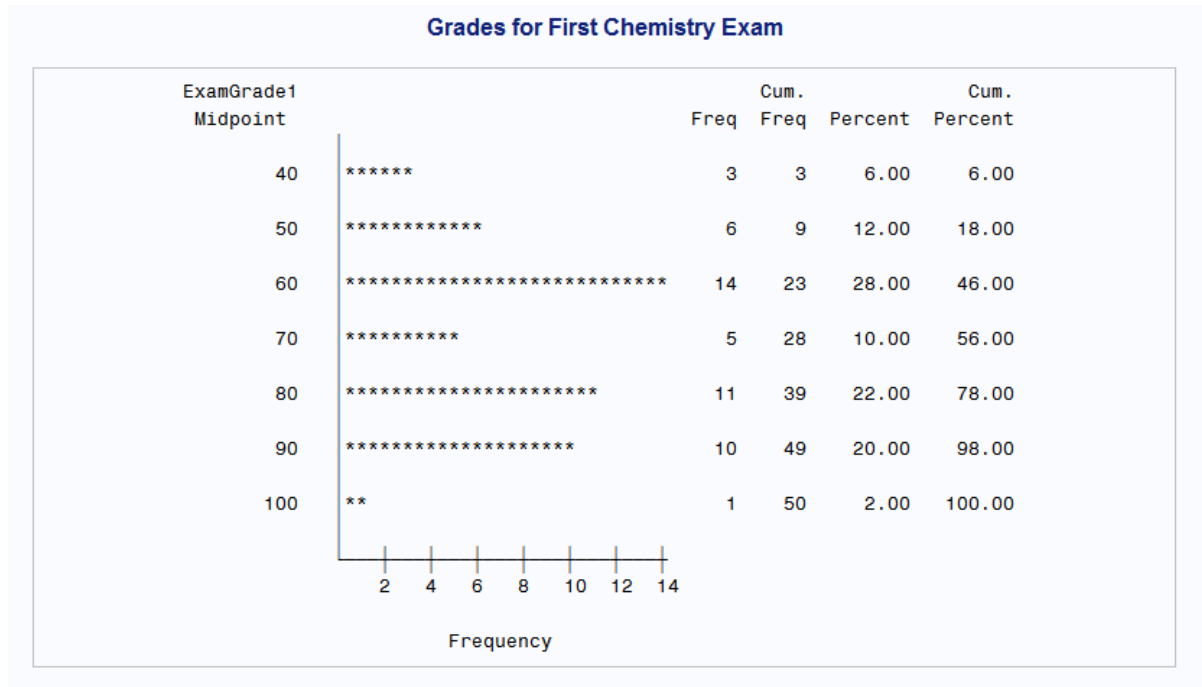 Grades for First Chemistry Exam
ExamGrade1 Cum. Cum.
Midpoint Freq Freq Percent Percent
40 ****** 3 3 6.00 6.00
50 ************ 6 9 12.00 18.00
60 **************************** 14 23 28.00 46.00
70 ********** 5 28 10.00 56.00
80 ********************** 11 39 22.00 78.00
90 ******************** 10 49 20.00 98.00
100 ** 1 50 2.00 100.00
2 4 6 8 10 12 14
Frequency